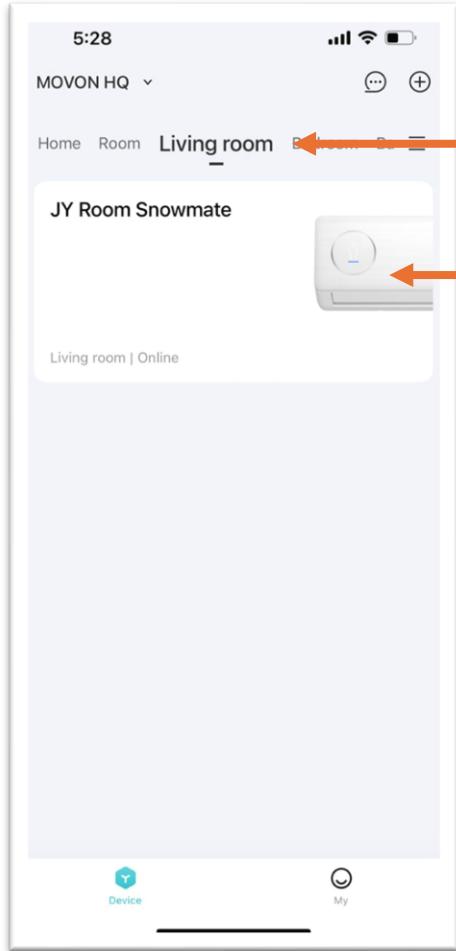 5:28
MOVON HQ
Home Room Living room
JY Room Snowmate
Living room | Online
Device My